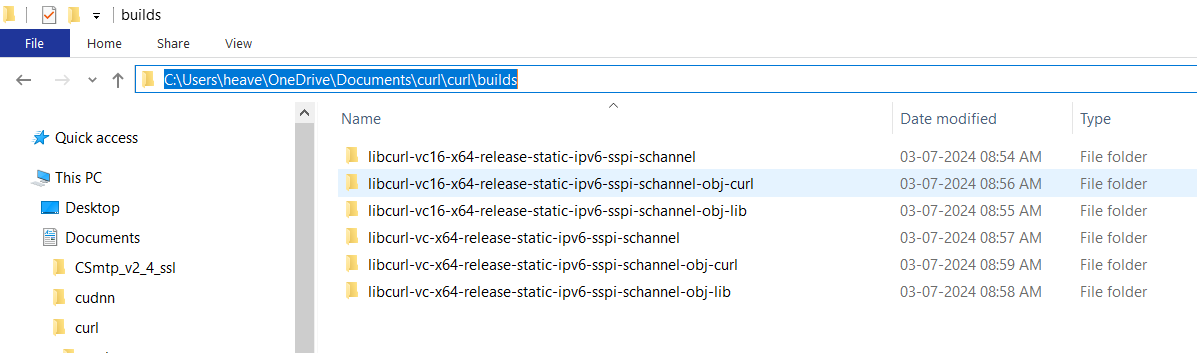 builds
File Home Share View
C:\Users\heave\OneDrive\Documents\curl\curl\builds
Name Date modified Type
Quick access
This PC
Desktop
Documents
CSmtp_v2_4_ssl
cudnn
curl
libcurl-vc16-x64-release-static-ipv6-sspi-schannel 03-07-2024 08:54 AM File folder
libcurl-vc16-x64-release-static-ipv6-sspi-schannel-obj-curl 03-07-2024 08:56 AM File folder
libcurl-vc16-x64-release-static-ipv6-sspi-schannel-obj-lib 03-07-2024 08:55 AM File folder
libcurl-vc-x64-release-static-ipv6-sspi-schannel 03-07-2024 08:57 AM File folder
libcurl-vc-x64-release-static-ipv6-sspi-schannel-obj-curl 03-07-2024 08:59 AM File folder
libcurl-vc-x64-release-static-ipv6-sspi-schannel-obj-lib 03-07-2024 08:58 AM File folder